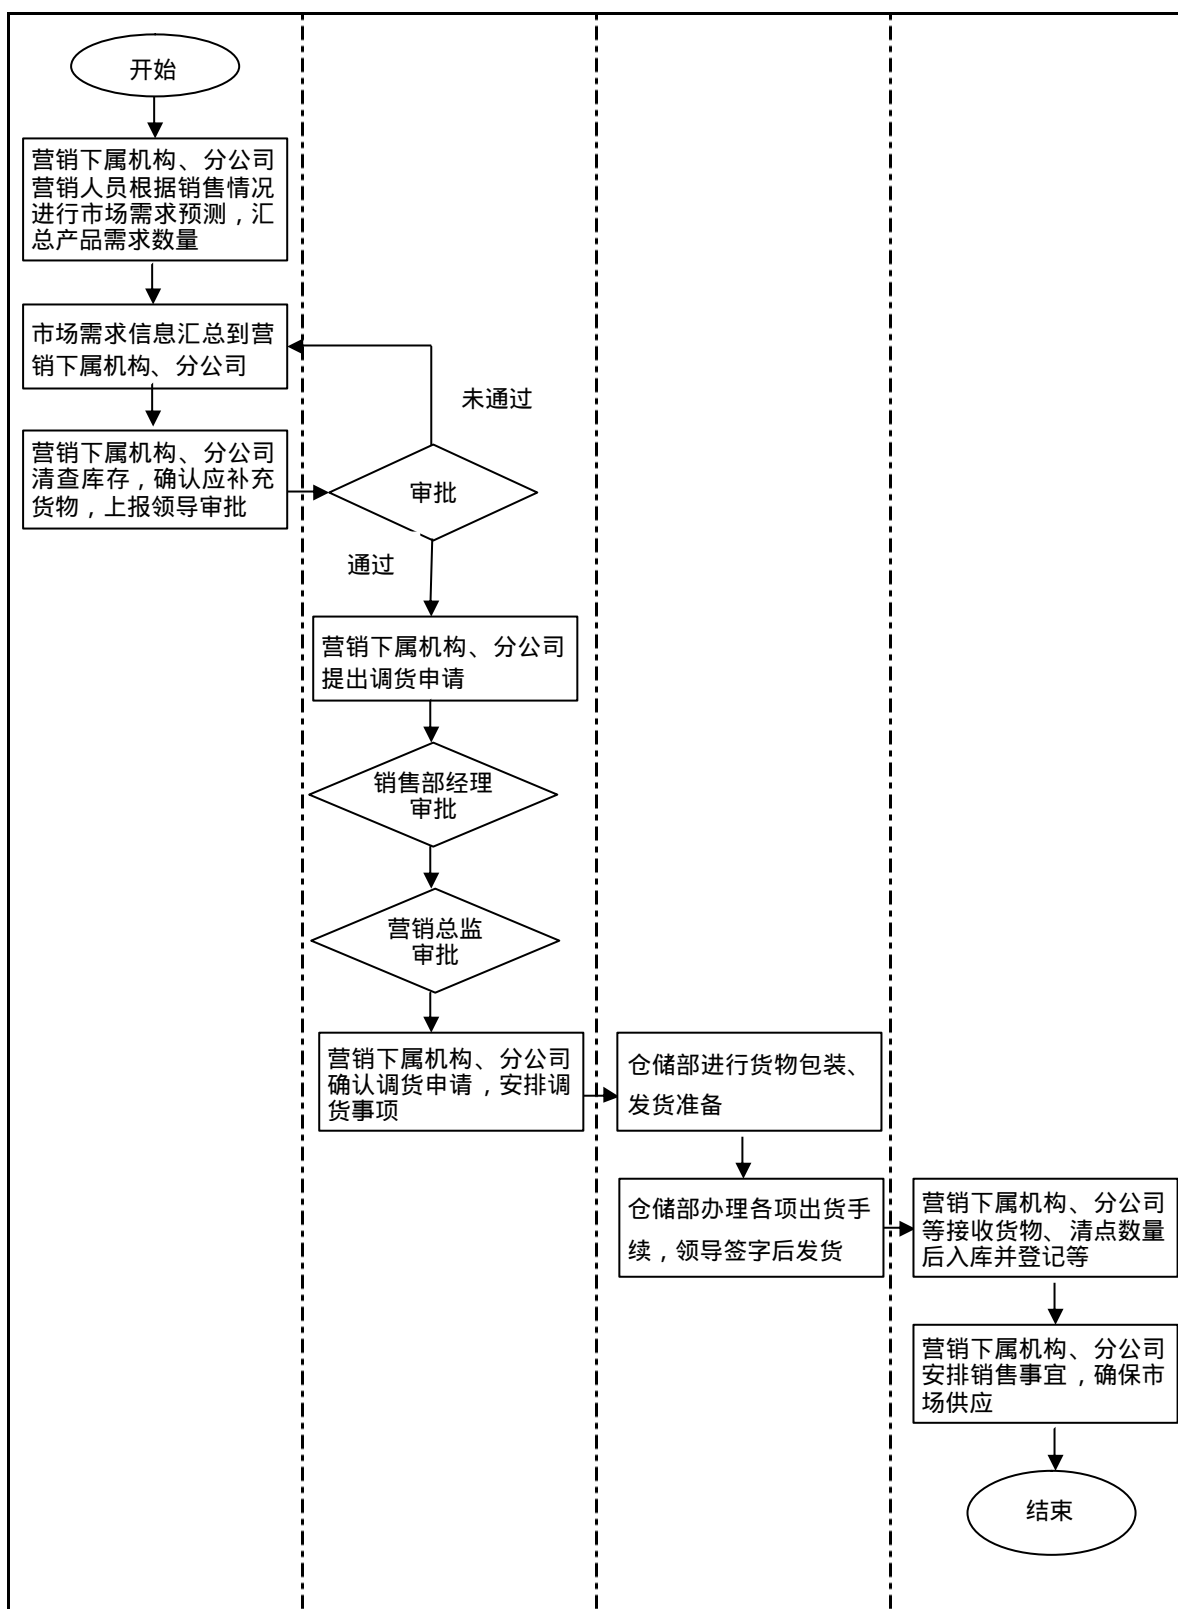 开始
营销下属机构、分公司
营销人员根据销售情况
进行市场需求预测，汇
总产品需求数量
市场需求信息汇总到营
销下属机构、分公司
未通过
营销下属机构、分公司
清查库存，确认应补充
货物，上报领导审批
审批
通过
营销下属机构、分公司
提出调货申请
销售部经理
审批
营销总监
审批
营销下属机构、分公司
确认调货申请，安排调
货事项
仓储部进行货物包装、
发货准备
仓储部办理各项出货手
续，领导签字后发货
营销下属机构、分公司
等接收货物、清点数量
后入库并登记等
营销下属机构、分公司
安排销售事宜，确保市
场供应
结束